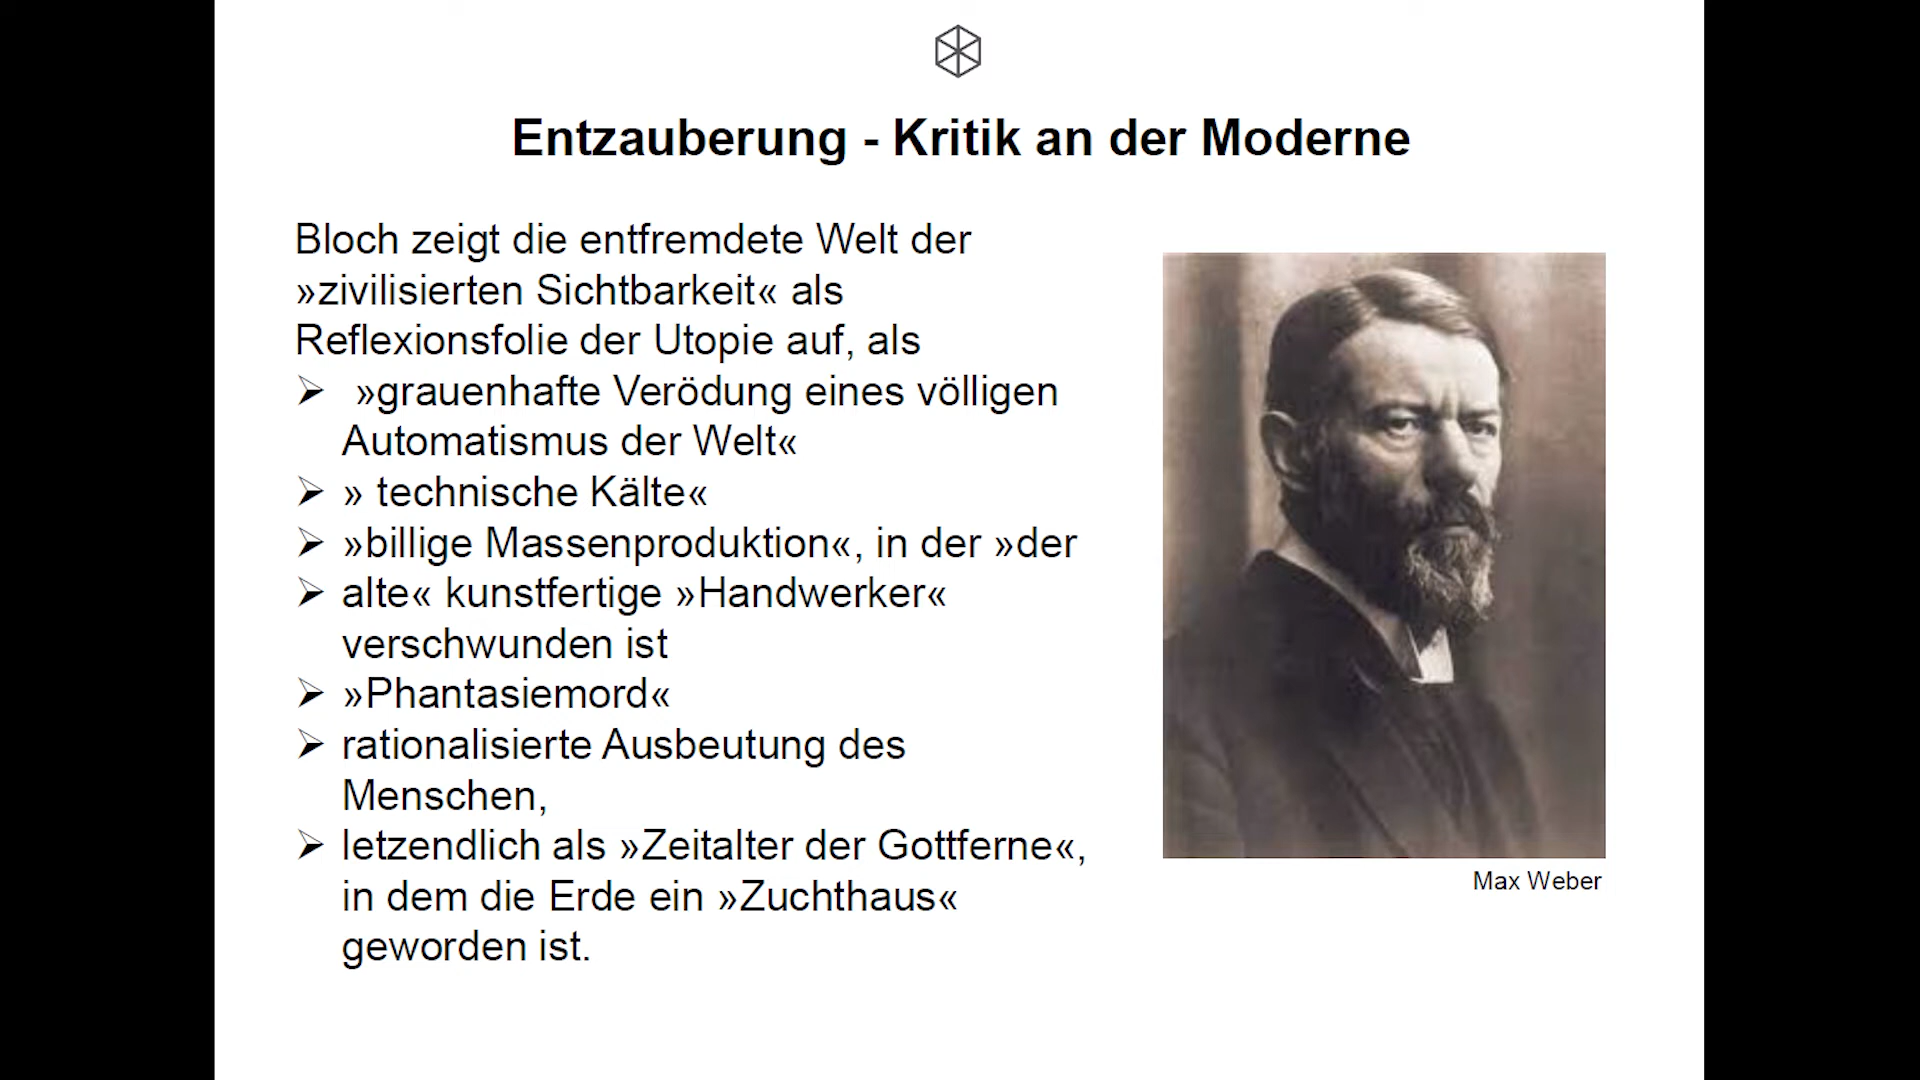 Entzauberung - Kritik an der Moderne
Bloch zeigt die entfremdete Welt der
»zivilisierten Sichtbarkeit« als
Reflexionsfolie der Utopie auf, als
➢ »grauenhafte Verödung eines völligen
Automatismus der Welt«
➢ » technische Kälte«
➢ »billige Massenproduktion«, in der »der
➢ alte« kunstfertige »Handwerker«
verschwunden ist
➢ »Phantasiemord«
➢ rationalisierte Ausbeutung des
Menschen,
➢ letzendlich als »Zeitalter der Gottferne«,
in dem die Erde ein »Zuchthaus«
geworden ist.
Max Weber